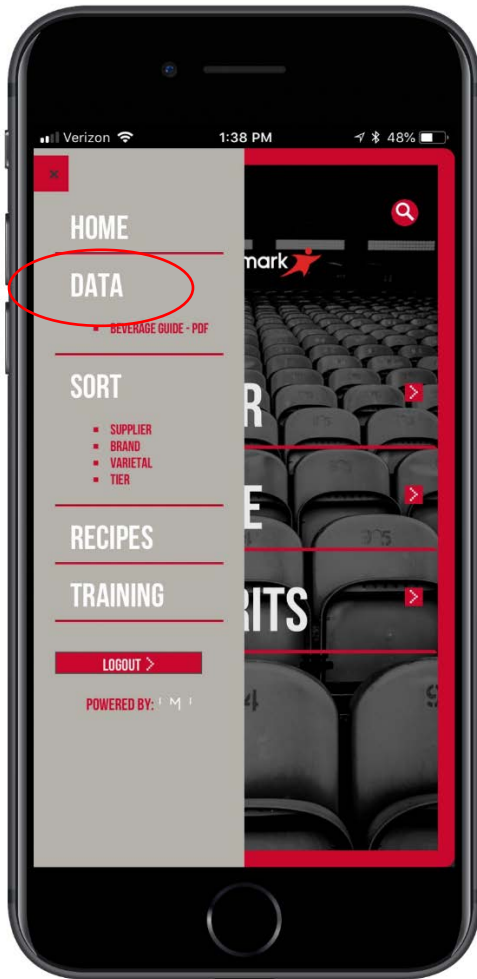 Verizon 1:38 PM 48%
HOME
mark
DATA
BEVERAGE GUIDE - PDF
SORT
R
SUPPLIER
BRAND
VARIETAL
TIER
E
RECIPES
TRAINING
RITS
LOGOUT >
POWERED BY: